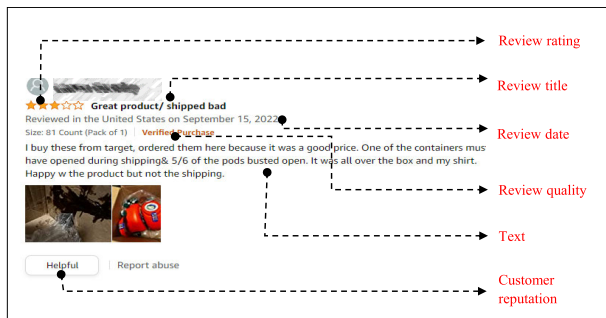 Review rating
Great product/ shipped bad
Review title
Reviewed in the United States on September 15, 2022
Review date
Size: 81 Count (Pack of 1) Verified Purchase
I buy these from target, ordered them here because it was a good price. One of the containers mus
have opened during shipping& 5/6 of the pods busted open. It was all over the box and my shirt.
Happy w the product but not the shipping.
Review quality
Text
Helpful Report abuse
Customer
reputation